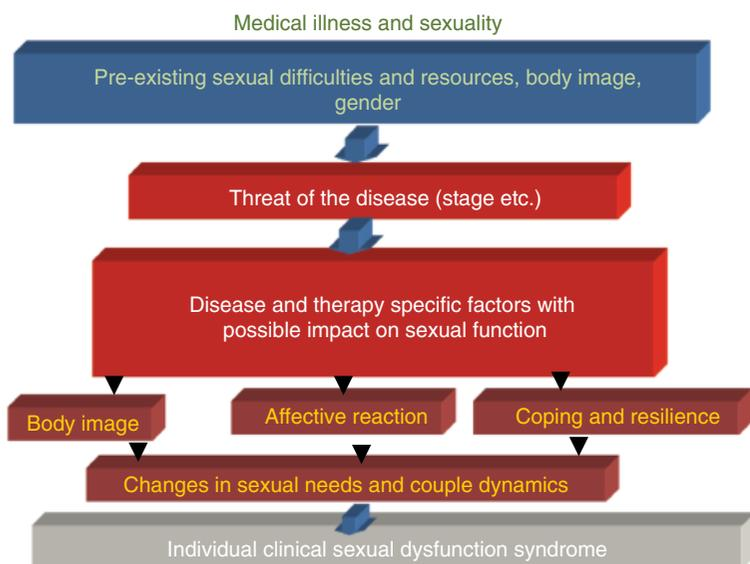 Medical illness and sexuality
Pre-existing sexual difficulties and resources, body image,
gender
Threat of the disease (stage etc.)
Disease and therapy specific factors with
possible impact on sexual function
Body image
Affective reaction
Coping and resilience
Changes in sexual needs and couple dynamics
Individual clinical sexual dysfunction syndrome